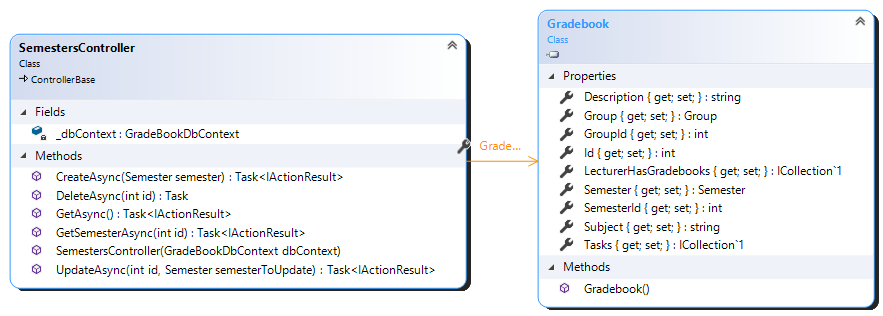 SemestersController
Class
ControllerBase
Fields
_dbContext : GradeBookDbContext
Methods
CreateAsync(Semester semester) : Task<IActionResult>
DeleteAsync(int id) : Task
GetAsync() : Task<IActionResult>
GetSemesterAsync(int id) : Task<IActionResult>
SemestersController(GradeBookDbContext dbContext)
UpdateAsync(int id, Semester semesterToUpdate) : Task<IActionResult>
Grade...
Gradebook
Class
Properties
Description { get; set; } : string
Group { get; set; } : Group
GroupId { get; set; } : int
Id { get; set; } : int
LecturerHasGradebooks { get; set; } : ICollection`1
Semester { get; set; } : Semester
SemesterId { get; set; } : int
Subject { get; set; } : string
Tasks { get; set; } : ICollection`1
Methods
Gradebook()